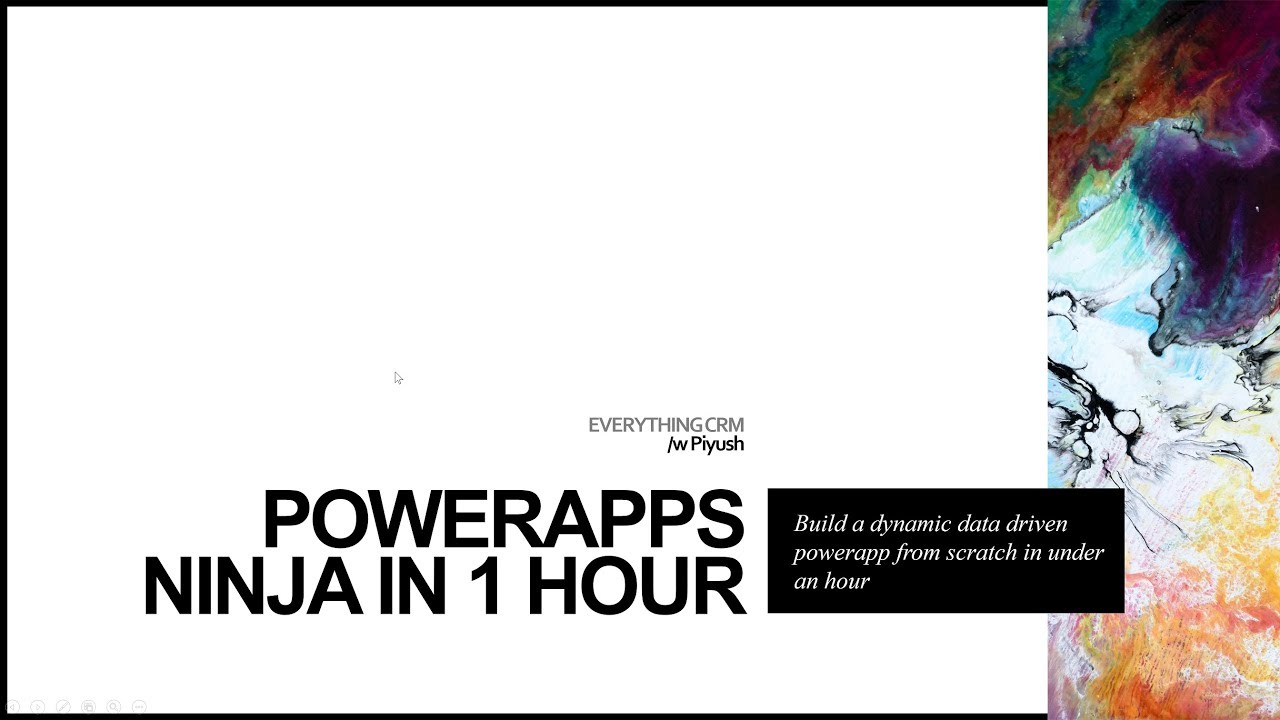 EVERYTHING CRM
/w Piyush
POWERAPPS
NINJA IN 1 HOUR
Build a dynamic data driven
powerapp from scratch in under
an hour